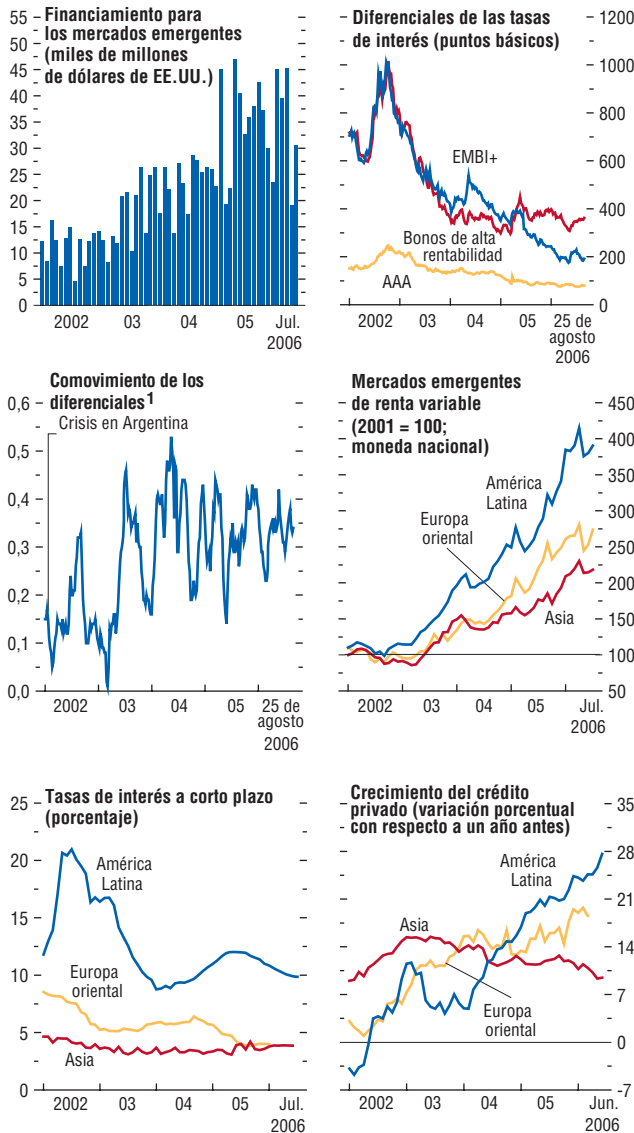 Financiamiento para
los mercados emergentes
(miles de millones
de dólares de EE.UU.)
55
50
45
40
35
30
25
20
15
10
5
0
2002 03 04 05 Jul.
2006
Diferenciales de las tasas
de interés (puntos básicos)
1200
1000
800
600
400
200
0
EMBI+
Bonos de alta
rentabilidad
AAA
2002 03 04 05 25 de
agosto
2006
Comovimiento de los
diferenciales1
Crisis en Argentina
0,6
0,4
0,3
0,2
0,0
2002 03 04 05 25 de
agosto
2006
Mercados emergentes
de renta variable
(2001 = 100;
moneda nacional)
450
400
350
300
250
200
150
100
50
América
Latina
Europa
oriental
Asia
2002 03 04 05 Jul.
2006
Tasas de interés a corto plazo
(porcentaje)
25
20
15
10
5
0
América
Latina
Europa
oriental
Asia
2002 03 04 05 Jul.
2006
Crecimiento del crédito
privado (variación porcentual
con respecto a un año antes)
35
28
21
14
7
0
-7
América
Latina
Asia
Europa
oriental
2002 03 04 05 Jun.
2006